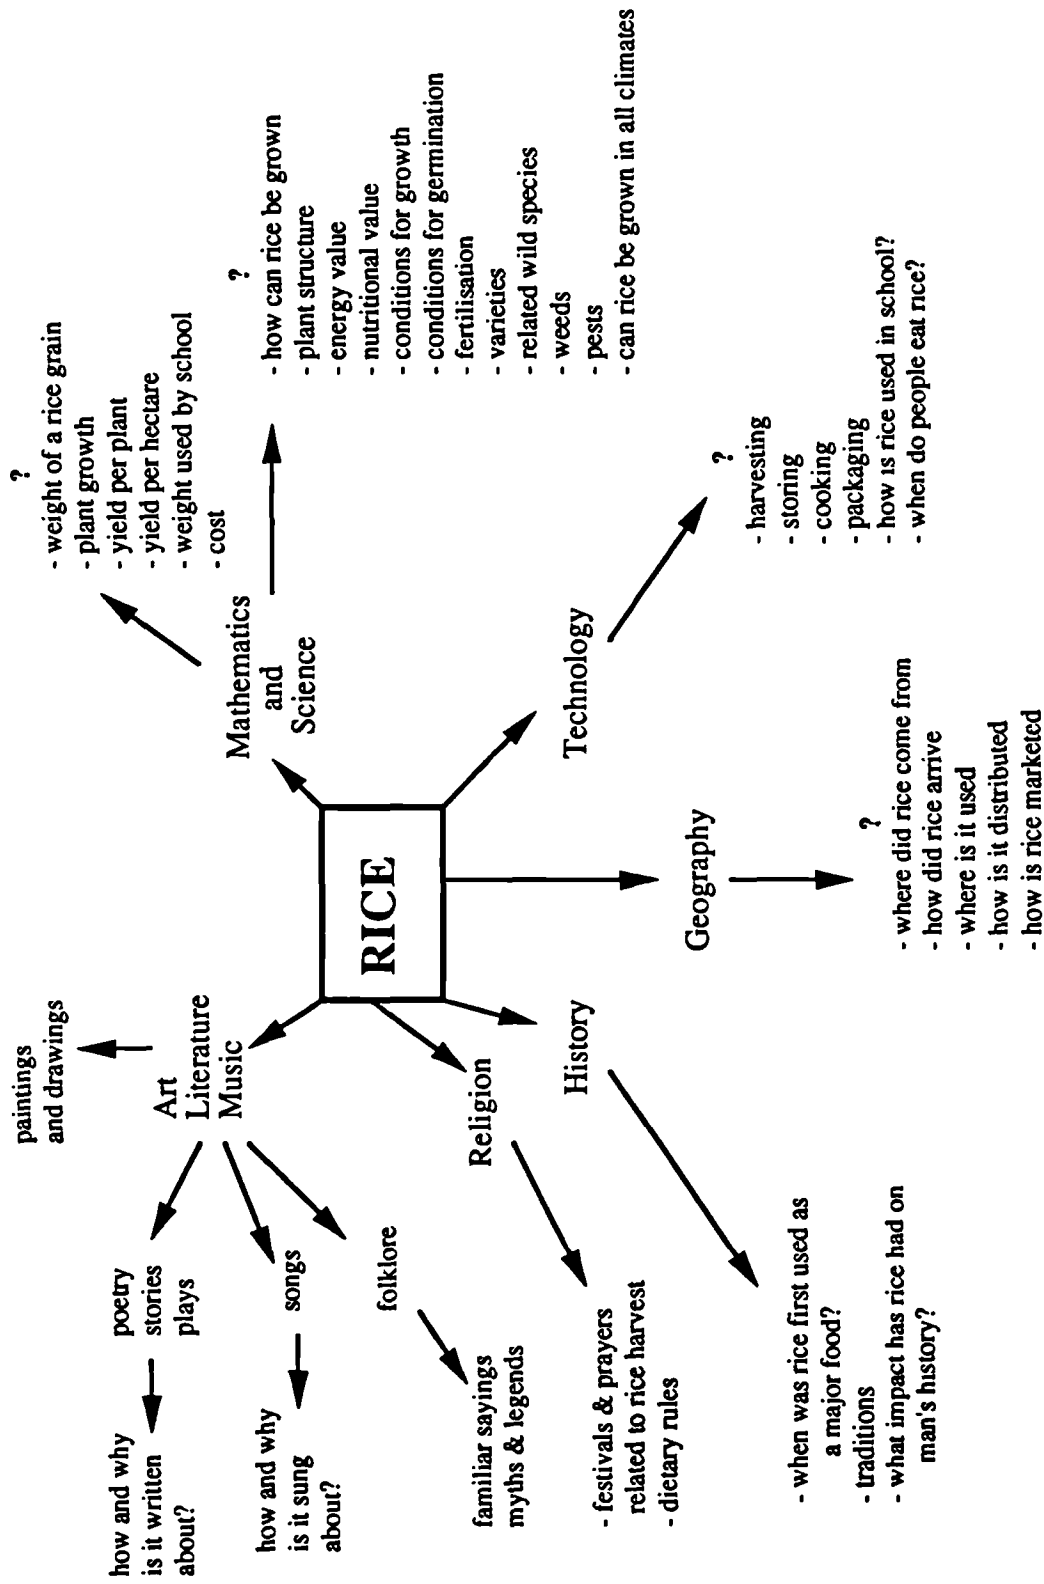 paintings
and drawings
Art
Literature
Music
poetry
stories
plays
how and why
is it written
about?
songs
how and why
is it sung
about?
folklore
familiar sayings
myths & legends
Religion
- festivals & prayers
related to rice harvest
- dietary rules
History
- when was rice first used as
a major food?
- traditions
- what impact has rice had on
man's history?
RICE
Mathematics
and
Science
?
- weight of a rice grain
- plant growth
- yield per plant
- yield per hectare
- weight used by school
- cost
?
- how can rice be grown
- plant structure
- energy value
- nutritional value
- conditions for growth
- conditions for germination
- fertilisation
- varieties
- related wild species
- weeds
- pests
- can rice be grown in all climates
Technology
?
- harvesting
- storing
- cooking
- packaging
- how is rice used in school?
- when do people eat rice?
Geography
?
- where did rice come from
- how did rice arrive
- where is it used
- how is it distributed
- how is rice marketed